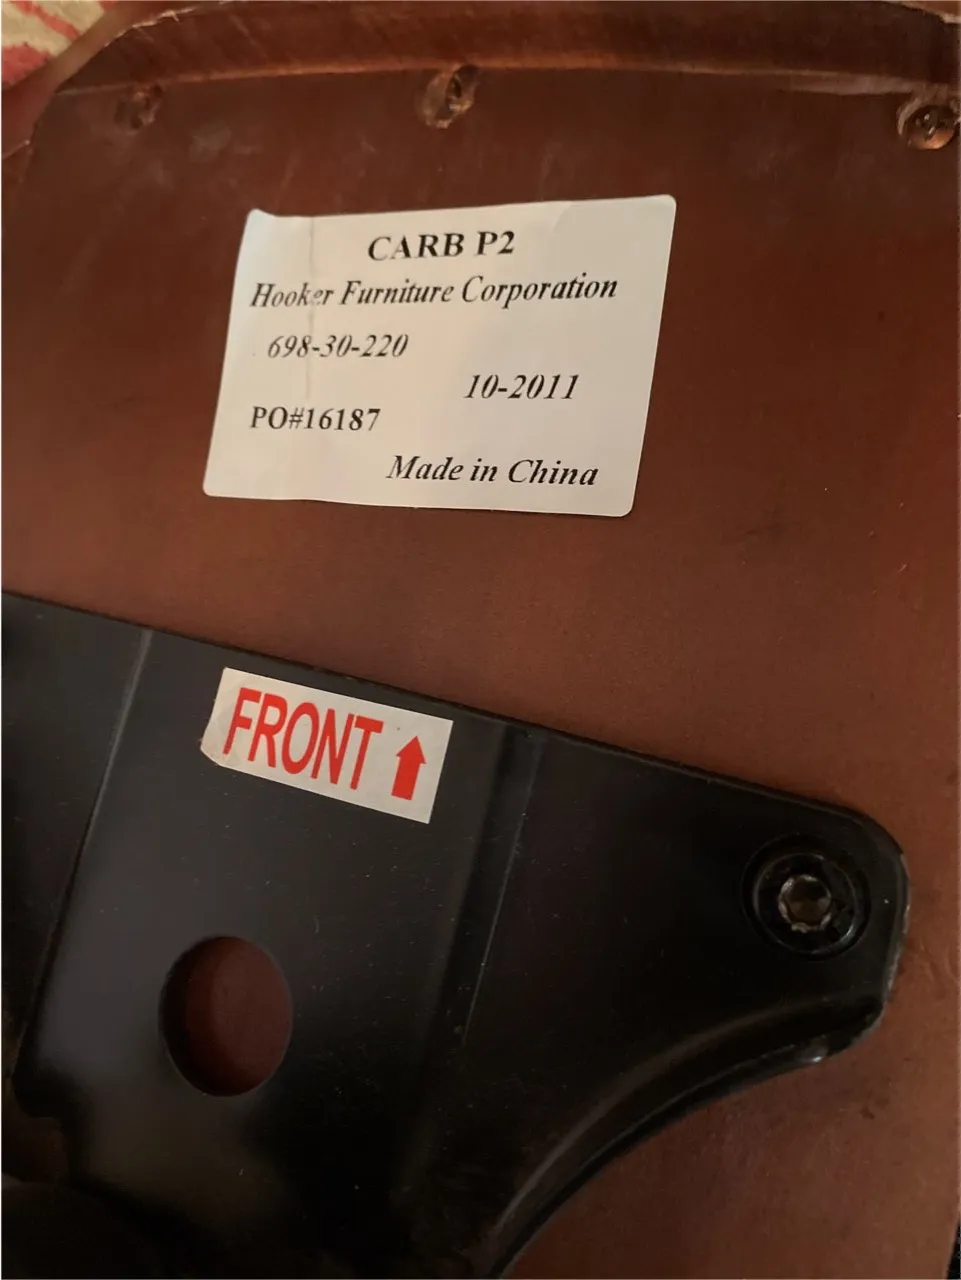 CARB P2
Hooker Furniture Corporation
698-30-220
10-2011
PO#16187
Made in China
FRONT